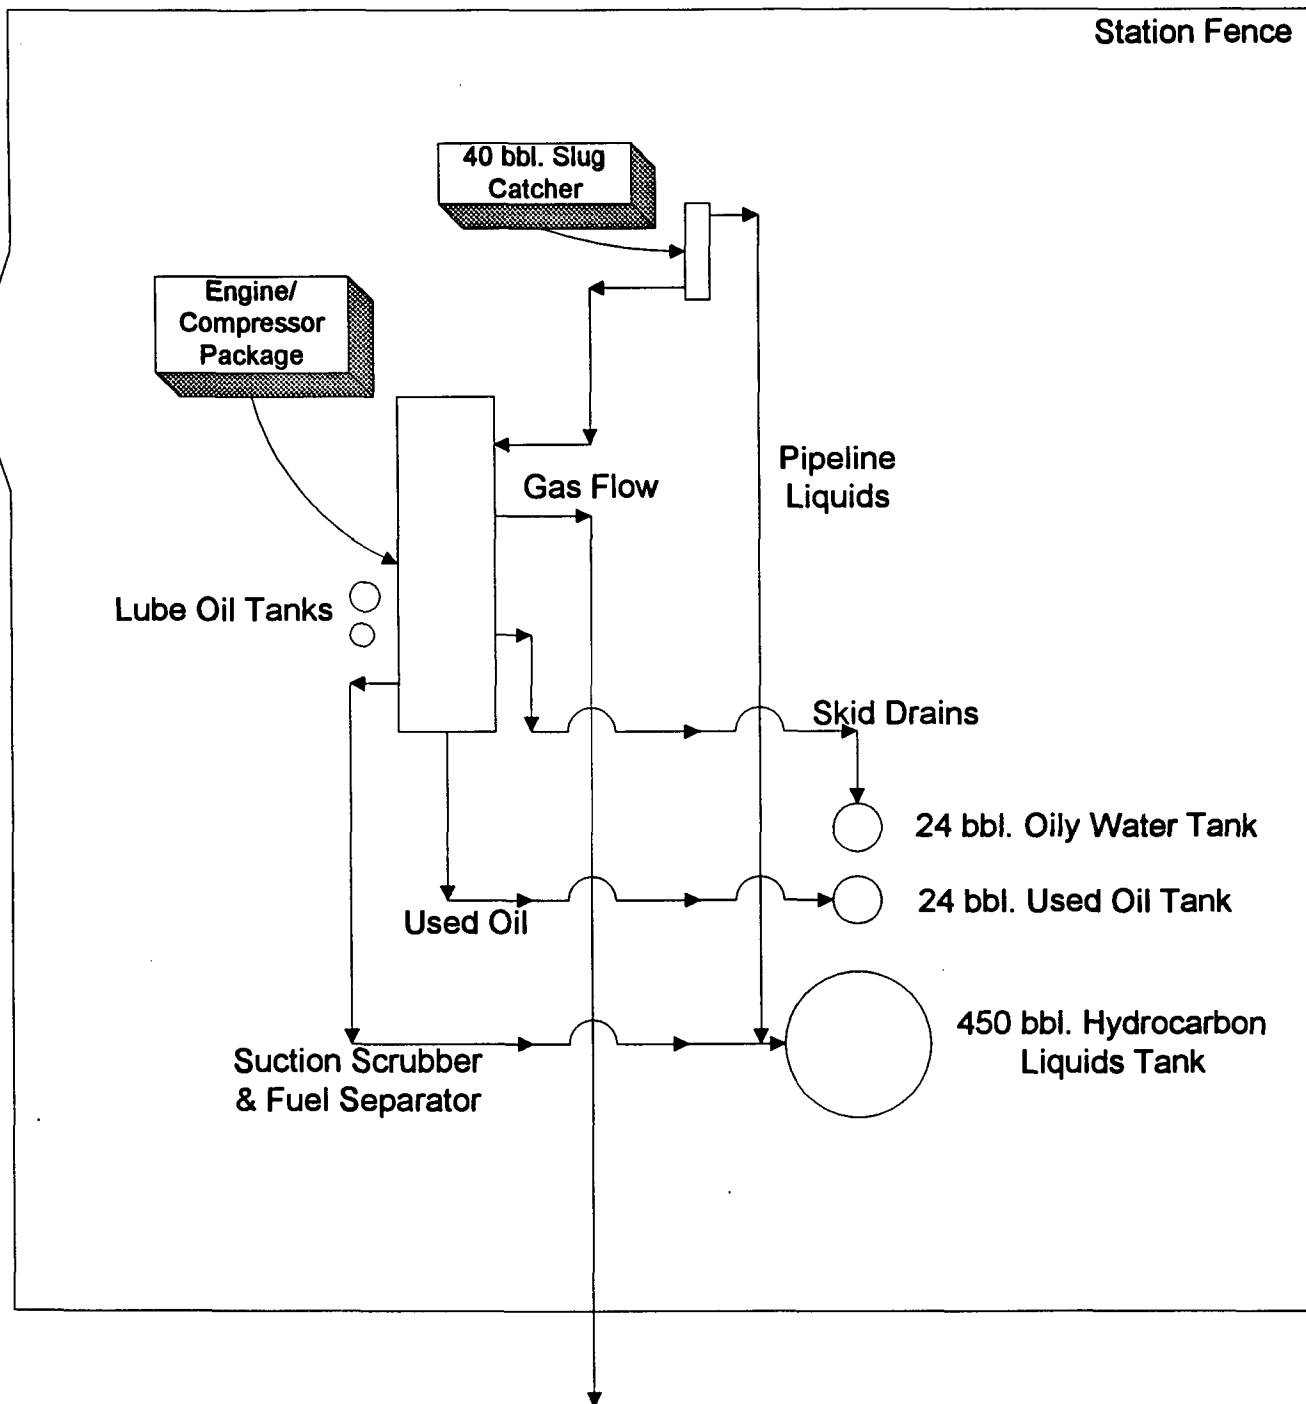 Station Fence
40 bbl. Slug
Catcher
Engine/
Compressor
Package
Pipeline
Liquids
Gas Flow
Lube Oil Tanks
Skid Drains
24 bbl. Oily Water Tank
24 bbl. Used Oil Tank
Used Oil
450 bbl. Hydrocarbon
Liquids Tank
Suction Scrubber
& Fuel Separator